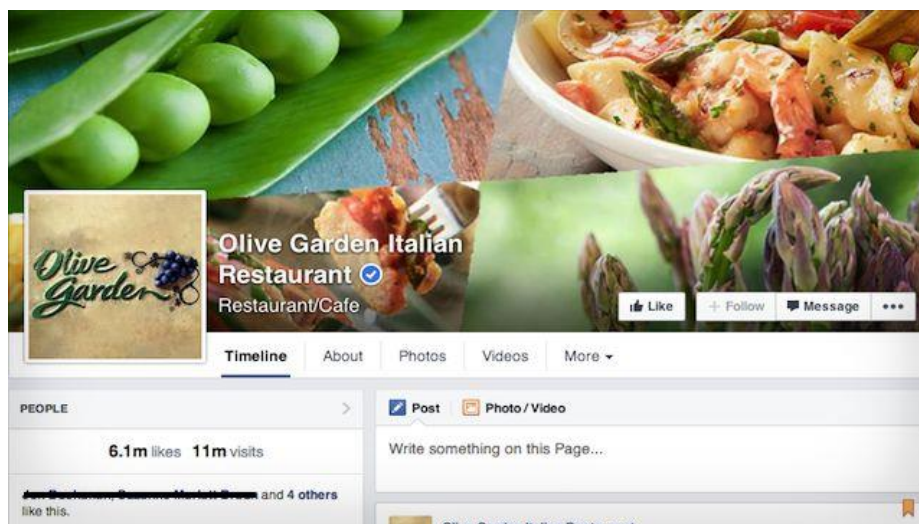 Olive
Garden
Olive Garden Italian
Restaurant
Restaurant/Cafe
Like
+ Follow
Message
Timeline
About
Photos
Videos
More
PEOPLE
Post
Photo / Video
6.1m likes 11m visits
Write something on this Page...
and 4 others
like this.